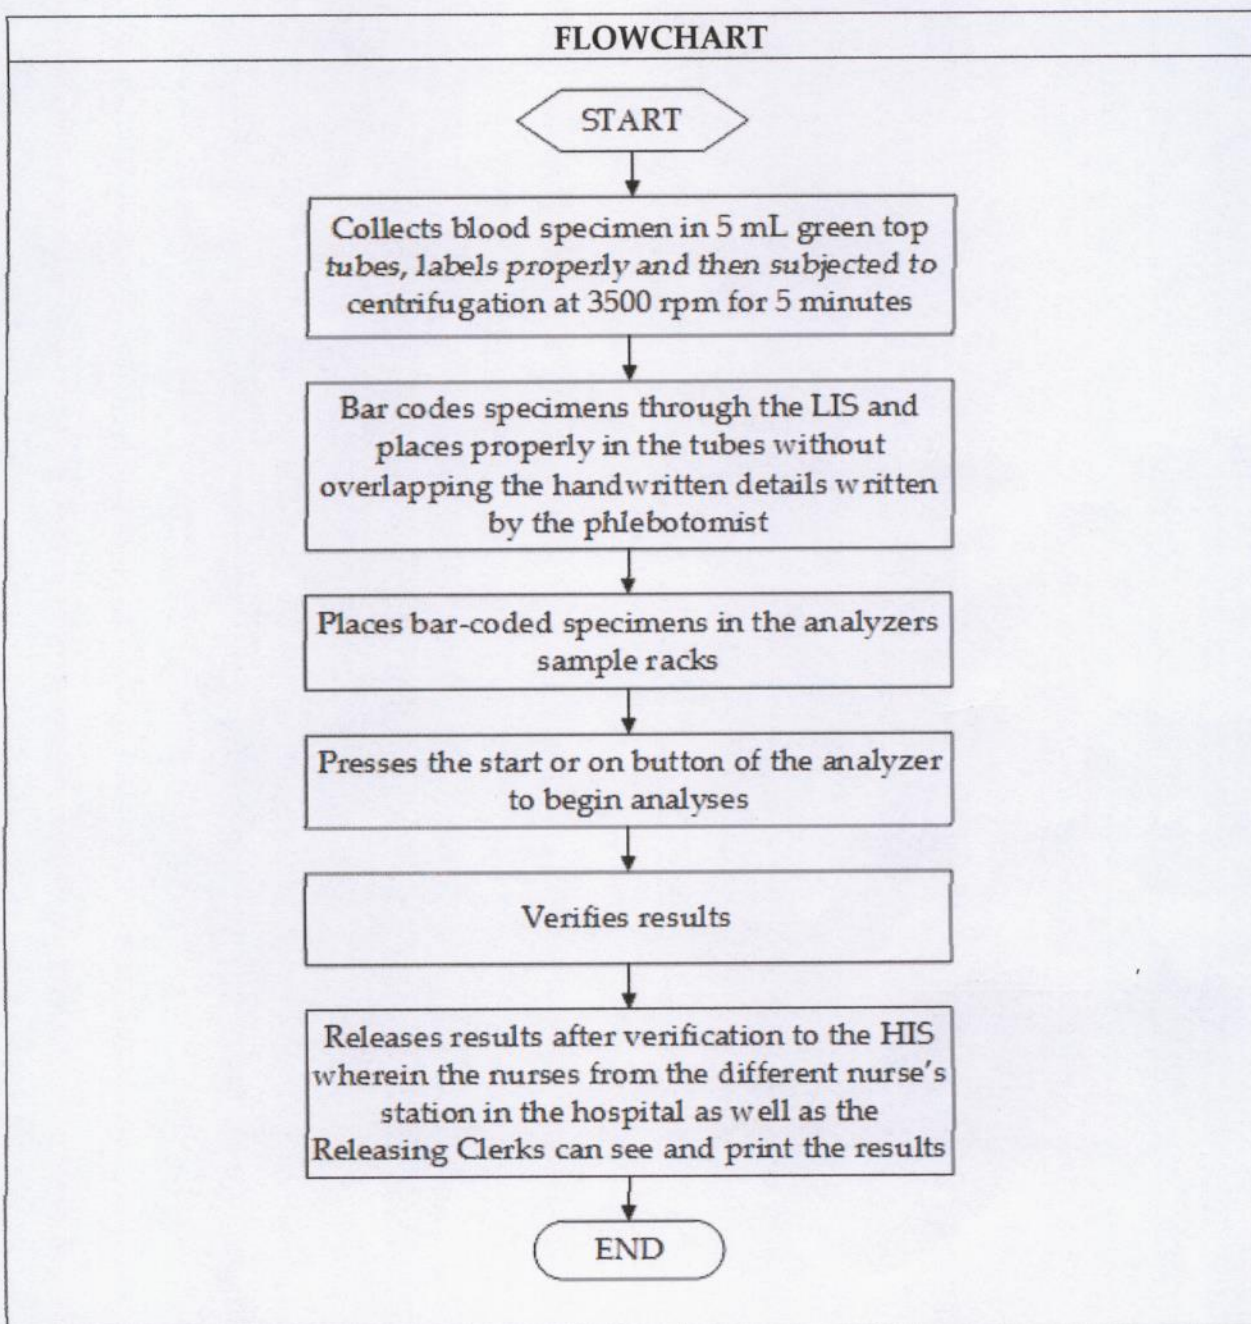 FLOWCHART
START
Collects blood specimen in 5 mL green top
tubes, labels properly and then subjected to
centrifugation at 3500 rpm for 5 minutes
Bar codes specimens through the LIS and
places properly in the tubes without
overlapping the handwritten details written
by the phlebotomist
Places bar-coded specimens in the analyzers
sample racks
Presses the start or on button of the analyzer
to begin analyses
Verifies results
Releases results after verification to the HIS
wherein the nurses from the different nurse's
station in the hospital as well as the
Releasing Clerks can see and print the results
END